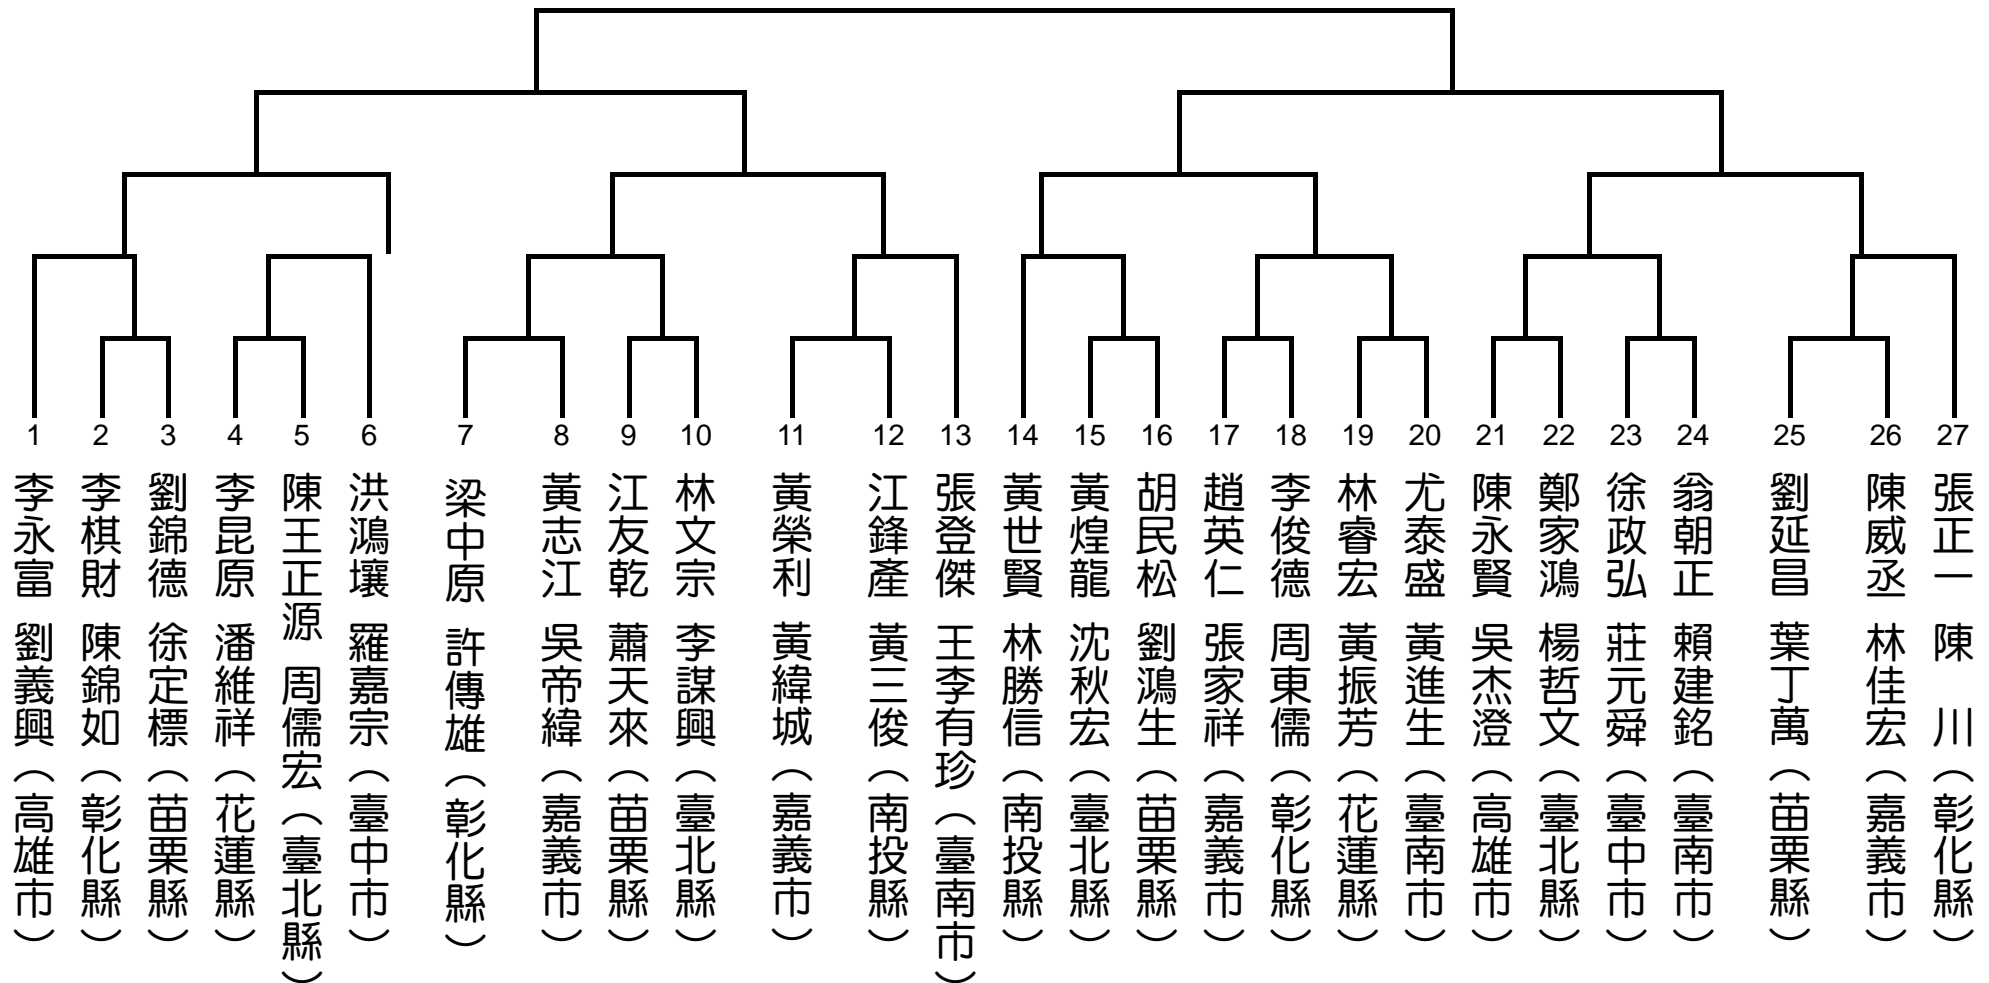 1
李永富 劉義興（高雄市）
2
李棋財 陳錦如（彰化縣）
3
劉錦德 徐定標（苗栗縣）
4
李昆原 潘維祥（花蓮縣）
5
陳王正源 周儒宏（臺北縣）
6
洪鴻壤 羅嘉宗（臺中市）
7
梁中原 許傳雄（彰化縣）
8
黃志江 吳帝緯（嘉義市）
9
江友乾 蕭天來（苗栗縣）
10
林文宗 李謀興（臺北縣）
11
黃榮利 黃緯城（嘉義市）
12
江鋒產 黃三俊（南投縣）
13
張登傑 王李有珍（臺南市）
14
黃世賢 林勝信（南投縣）
15
黃煌龍 沈秋宏（臺北縣）
16
胡民松 劉鴻生（苗栗縣）
17
趙英仁 張家祥（嘉義市）
18
李俊德 周東儒（彰化縣）
19
林睿宏 黃振芳（花蓮縣）
20
尤泰盛 黃進生（臺南市）
21
陳永賢 吳杰澄（高雄市）
22
鄭家鴻 楊哲文（臺北縣）
23
徐政弘 莊元舜（臺中市）
24
翁朝正 賴建銘（臺南市）
25
劉延昌 葉丁萬（苗栗縣）
26
陳威丞 林佳宏（嘉義市）
27
張正一 陳 川（彰化縣）